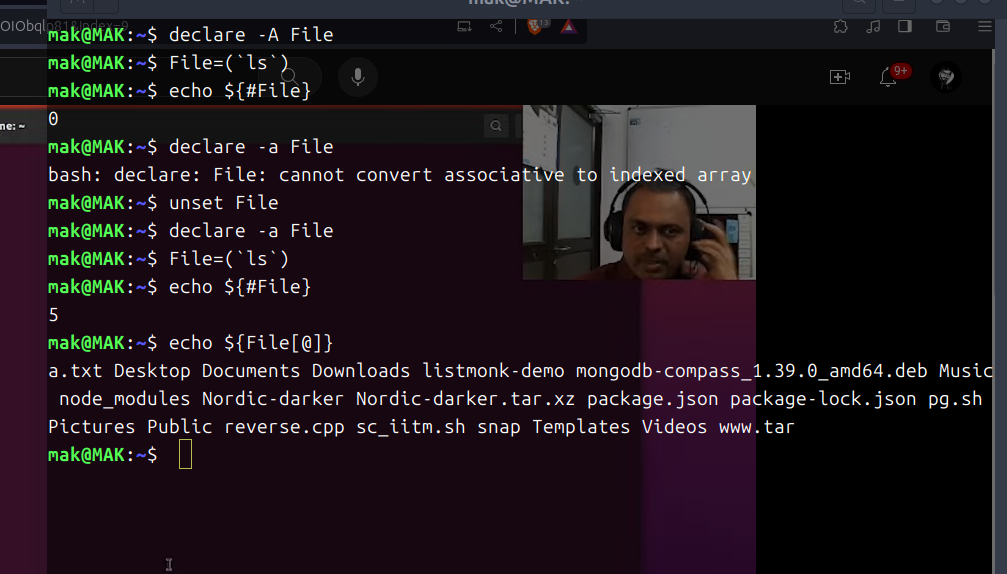 mak@MAK: ~
OIObqlp81&index=9
13
mak@MAK:~$ declare -A File
mak@MAK:~$ File=(`ls`)
9+
mak@MAK:~$ echo ${#File}
0
me: ~
mak@MAK:~$ declare -a File
bash: declare: File: cannot convert associative to indexed array
mak@MAK:~$ unset File
mak@MAK:~$ declare -a File
mak@MAK:~$ File=(`ls`)
mak@MAK:~$ echo ${#File}
5
mak@MAK:~$ echo ${File[@]}
a.txt Desktop Documents Downloads listmonk-demo mongodb-compass_1.39.0_amd64.deb Music
node_modules Nordic-darker Nordic-darker.tar.xz package.json package-lock.json pg.sh
Pictures Public reverse.cpp sc_iitm.sh snap Templates Videos www.tar
mak@MAK:~$